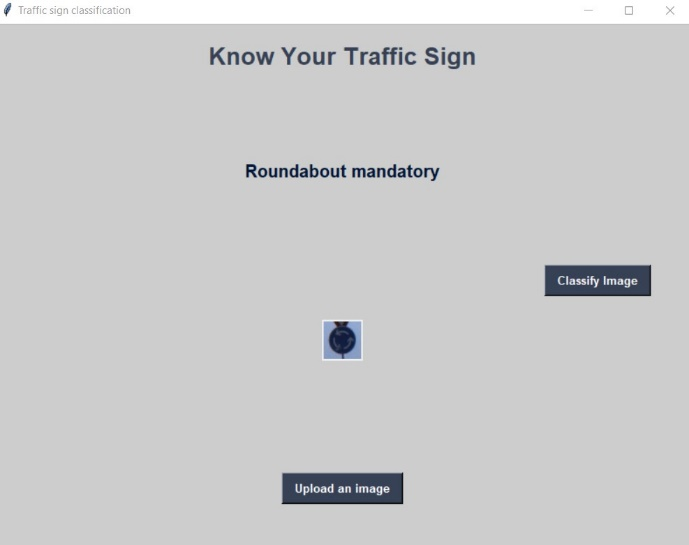 Traffic sign classification
Know Your Traffic Sign
Roundabout mandatory
Classify Image
Upload an image